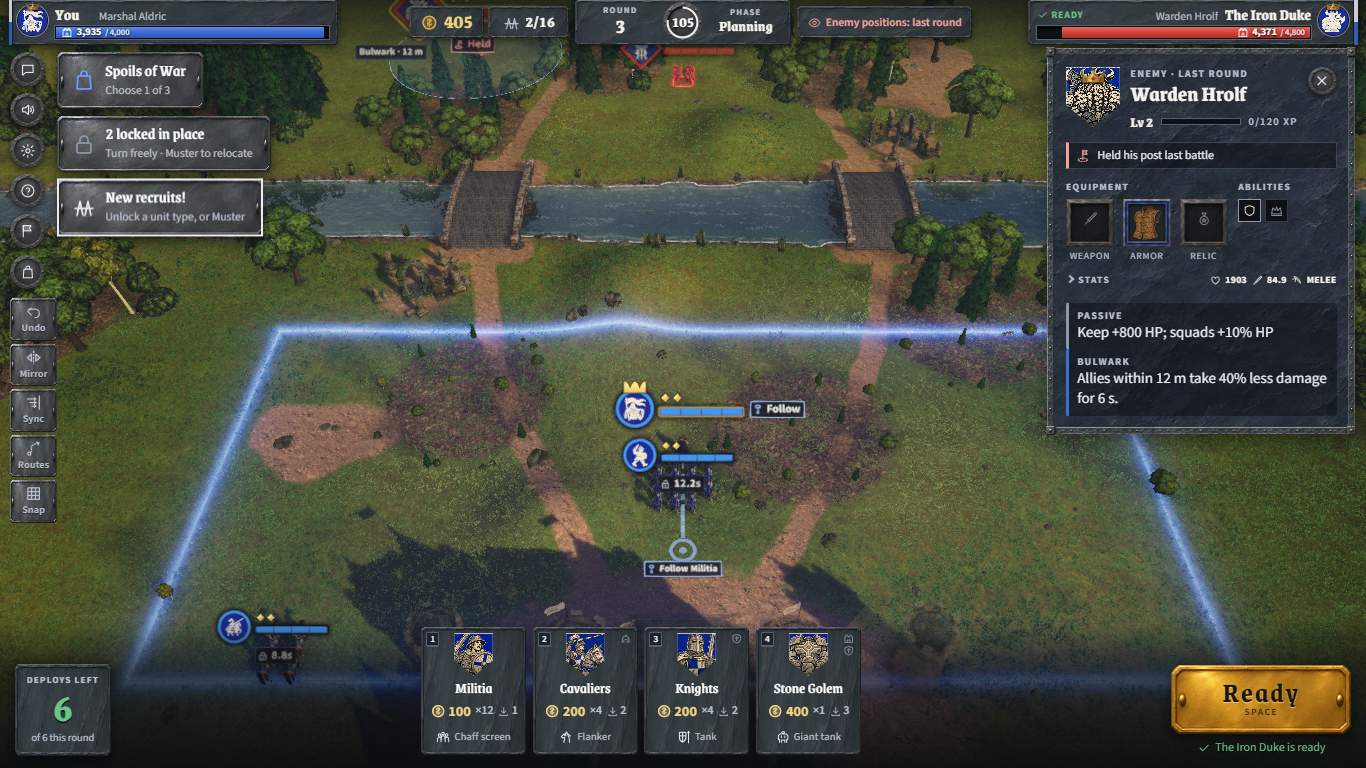 You
Marshal Aldric
3,935 / 4,000
405
2/16
ROUND
3
105
PHASE
Planning
Enemy positions: last round
READY
Warden Hrolf
The Iron Duke
4,371 / 4,800
Spoils of War
Choose 1 of 3
2 locked in place
Turn freely · Muster to relocate
New recruits!
Unlock a unit type, or Muster
Undo
Mirror
Sync
Routes
Snap
Bulwark · 12 m
Held
ENEMY · LAST ROUND
Warden Hrolf
Lv 2
0/120 XP
Held his post last battle
EQUIPMENT
ABILITIES
WEAPON
ARMOR
RELIC
STATS
1903
84.9
MELEE
PASSIVE
Keep +800 HP; squads +10% HP
BULWARK
Allies within 12 m take 40% less damage
for 6 s.
Follow
12.2s
Follow Militia
8.8s
DEPLOYS LEFT
6
of 6 this round
1
Militia
100 ×12 1
Chaff screen
2
Cavaliers
200 ×4 2
Flanker
3
Knights
200 ×4 2
Tank
4
Stone Golem
400 ×1 3
Giant tank
Ready
SPACE
The Iron Duke is ready